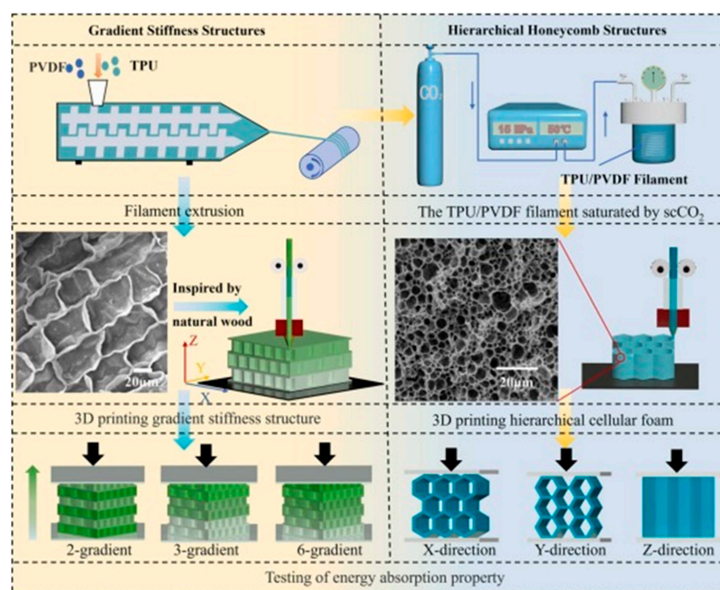 Gradient Stiffness Structures
Hierarchical Honeycomb Structures
PVDF
TPU
CO₂
15 MPa
50℃
TPU/PVDF Filament
Filament extrusion
The TPU/PVDF filament saturated by scCO₂
Inspired by
natural wood
Z
Y
X
20μm
20μm
3D printing gradient stiffness structure
3D printing hierarchical cellular foam
2-gradient
3-gradient
6-gradient
X-direction
Y-direction
Z-direction
Testing of energy absorption property